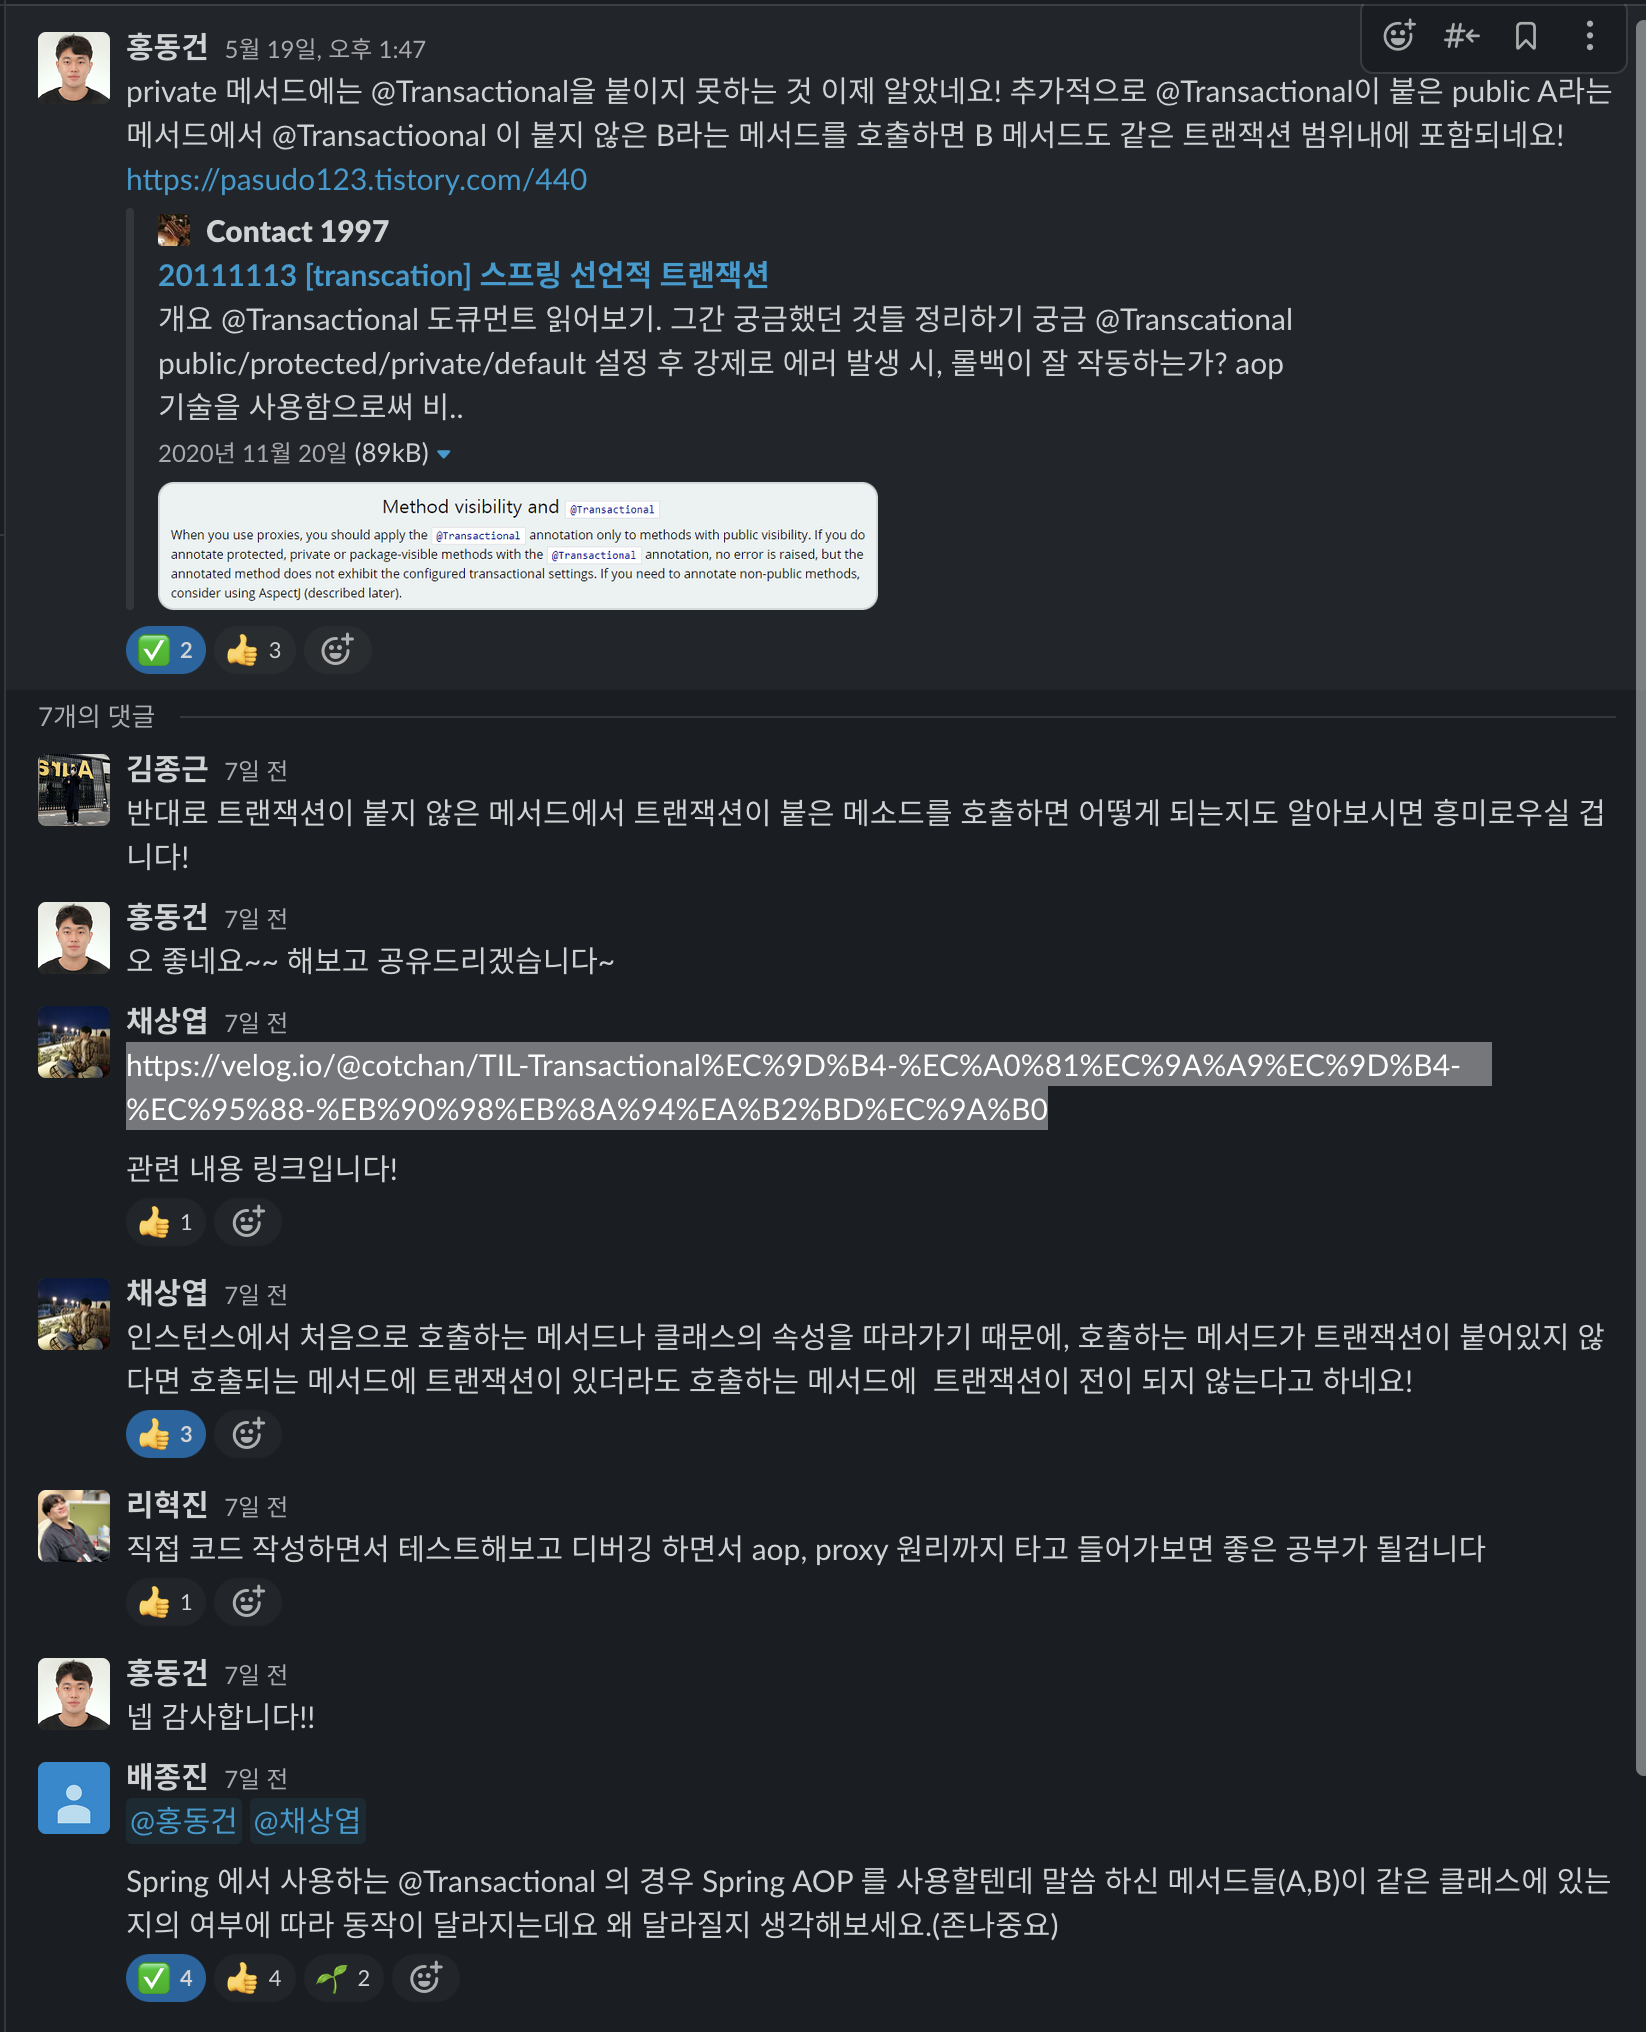 홍동건 5월 19일, 오후 1:47
private 메서드에는 @Transactional을 붙이지 못하는 것 이제 알았네요! 추가적으로 @Transactional이 붙은 public A라는
메서드에서 @Transactioonal 이 붙지 않은 B라는 메서드를 호출하면 B 메서드도 같은 트랜잭션 범위내에 포함되네요!
https://pasudo123.tistory.com/440
Contact 1997
20111113 [transcation] 스프링 선언적 트랜잭션
개요 @Transactional 도큐먼트 읽어보기. 그간 궁금했던 것들 정리하기 궁금 @Transcational
public/protected/private/default 설정 후 강제로 에러 발생 시, 롤백이 잘 작동하는가? aop
기술을 사용함으로써 비..
2020년 11월 20일 (89kB)
Method visibility and @Transactional
When you use proxies, you should apply the @Transactional annotation only to methods with public visibility. If you do
annotate protected, private or package-visible methods with the @Transactional annotation, no error is raised, but the
annotated method does not exhibit the configured transactional settings. If you need to annotate non-public methods,
consider using AspectJ (described later).
2 3
7개의 댓글
김종근 7일 전
반대로 트랜잭션이 붙지 않은 메서드에서 트랜잭션이 붙은 메소드를 호출하면 어떻게 되는지도 알아보시면 흥미로우실 겁
니다!
홍동건 7일 전
오 좋네요~~ 해보고 공유드리겠습니다~
채상엽 7일 전
https://velog.io/@cotchan/TIL-Transactional%EC%9D%B4-%EC%A0%81%EC%9A%A9%EC%9D%B4-
%EC%95%88-%EB%90%98%EB%8A%94%EA%B2%BD%EC%9A%B0
관련 내용 링크입니다!
1
채상엽 7일 전
인스턴스에서 처음으로 호출하는 메서드나 클래스의 속성을 따라가기 때문에, 호출하는 메서드가 트랜잭션이 붙어있지 않
다면 호출되는 메서드에 트랜잭션이 있더라도 호출하는 메서드에  트랜잭션이 전이 되지 않는다고 하네요!
3
리혁진 7일 전
직접 코드 작성하면서 테스트해보고 디버깅 하면서 aop, proxy 원리까지 타고 들어가보면 좋은 공부가 될겁니다
1
홍동건 7일 전
넵 감사합니다!!
배종진 7일 전
@홍동건 @채상엽
Spring 에서 사용하는 @Transactional 의 경우 Spring AOP 를 사용할텐데 말씀 하신 메서드들(A,B)이 같은 클래스에 있는
지의 여부에 따라 동작이 달라지는데요 왜 달라질지 생각해보세요.(존나중요)
4 4 2